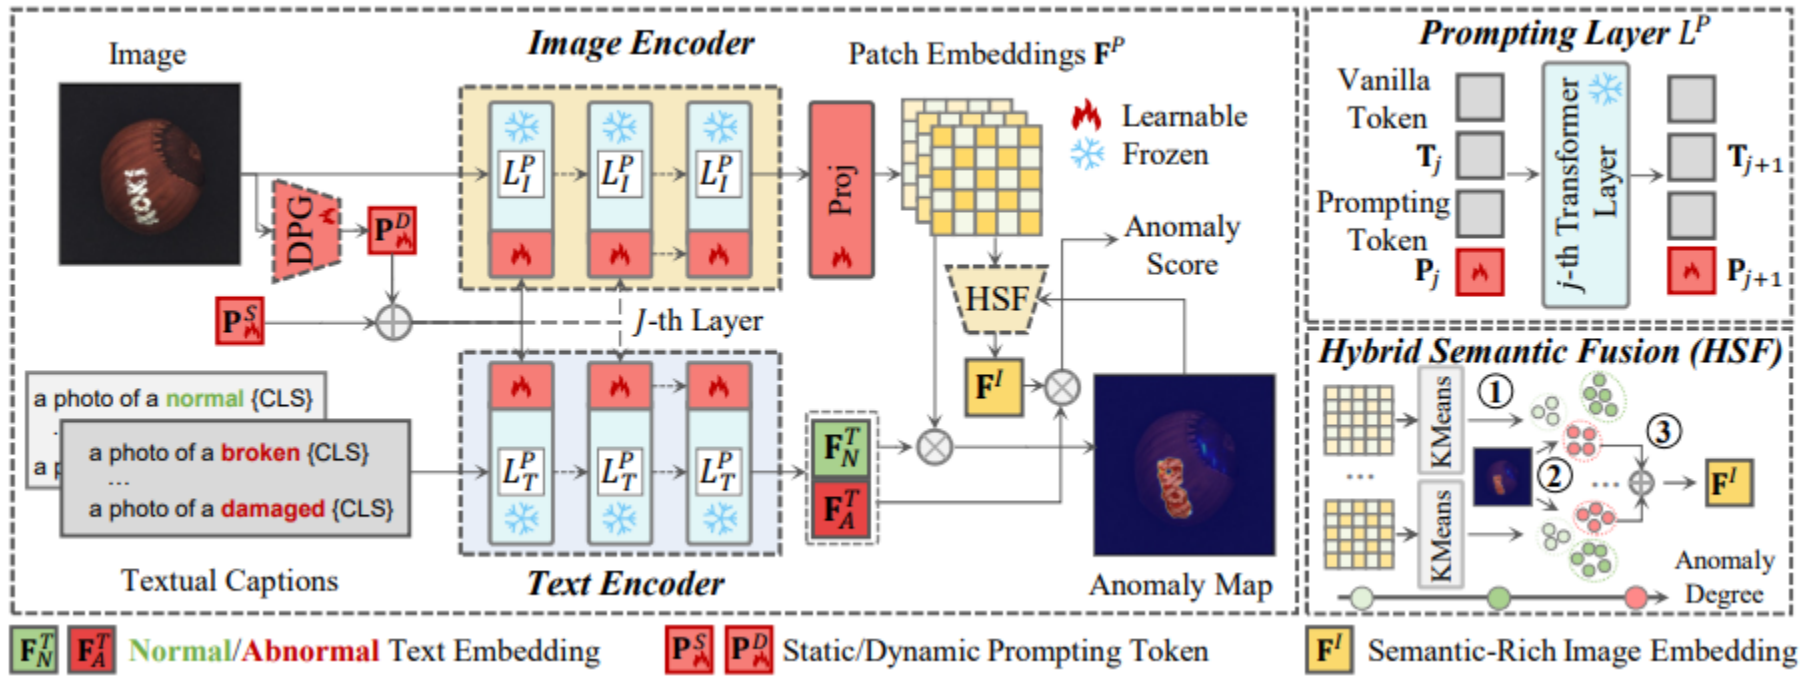 Image
Image Encoder
Patch Embeddings F^P
Learnable
Frozen
L_I^P L_I^P L_I^P
Proj
DPG
P^D
P^S
J-th Layer
HSF
Anomaly
Score
F^I
a photo of a normal {CLS}
a p
a photo of a broken {CLS}
...
a photo of a damaged {CLS}
Textual Captions
L_T^P L_T^P L_T^P
Text Encoder
F_N^T
F_A^T
Anomaly Map
Prompting Layer L^P
Vanilla
Token
T_j
Prompting
Token
P_j
j-th Transformer
Layer
T_{j+1}
P_{j+1}
Hybrid Semantic Fusion (HSF)
KMeans
...
KMeans
1
2
3
...
F^I
Anomaly
Degree
F_N^T F_A^T Normal/Abnormal Text Embedding
P^S P^D Static/Dynamic Prompting Token
F^I Semantic-Rich Image Embedding